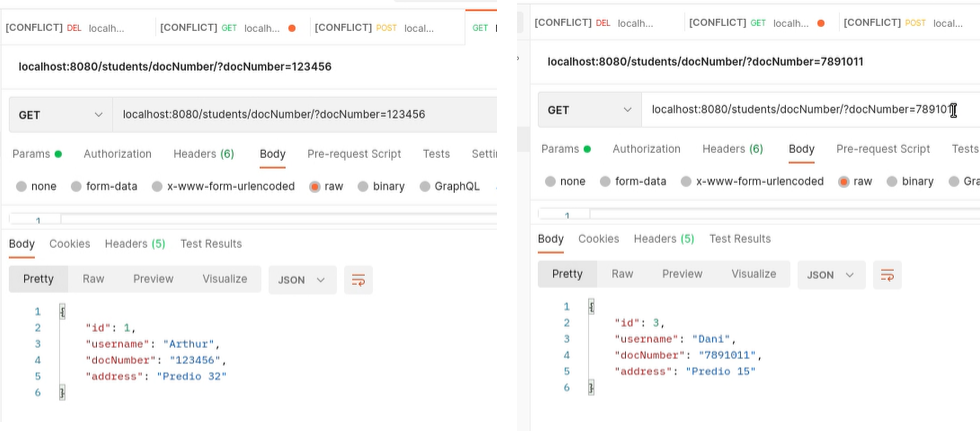 [CONFLICT] DEL localh...
[CONFLICT] GET localh...
[CONFLICT] POST local...
GET
localhost:8080/students/docNumber/?docNumber=123456
GET
localhost:8080/students/docNumber/?docNumber=123456
Params Authorization Headers (6) Body Pre-request Script Tests Setti
none form-data x-www-form-urlencoded raw binary GraphQL
1
Body Cookies Headers (5) Test Results
Pretty Raw Preview Visualize JSON
1 {
2 "id": 1,
3 "username": "Arthur",
4 "docNumber": "123456",
5 "address": "Predio 32"
6 }
[CONFLICT] DEL localh...
[CONFLICT] GET localh...
[CONFLICT] POST local...
localhost:8080/students/docNumber/?docNumber=7891011
GET
localhost:8080/students/docNumber/?docNumber=7891011
Params Authorization Headers (6) Body Pre-request Script Tests
none form-data x-www-form-urlencoded raw binary Gra
1
Body Cookies Headers (5) Test Results
Pretty Raw Preview Visualize JSON
1 {
2 "id": 3,
3 "username": "Dani",
4 "docNumber": "7891011",
5 "address": "Predio 15"
6 }